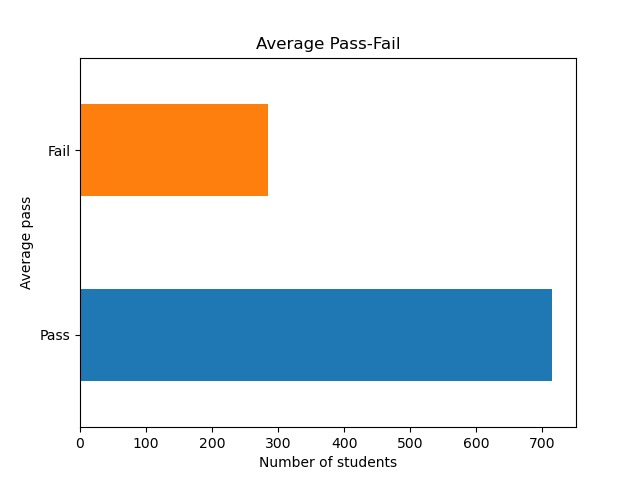 Average Pass-Fail
Fail
Pass
Average pass
0 100 200 300 400 500 600 700
Number of students